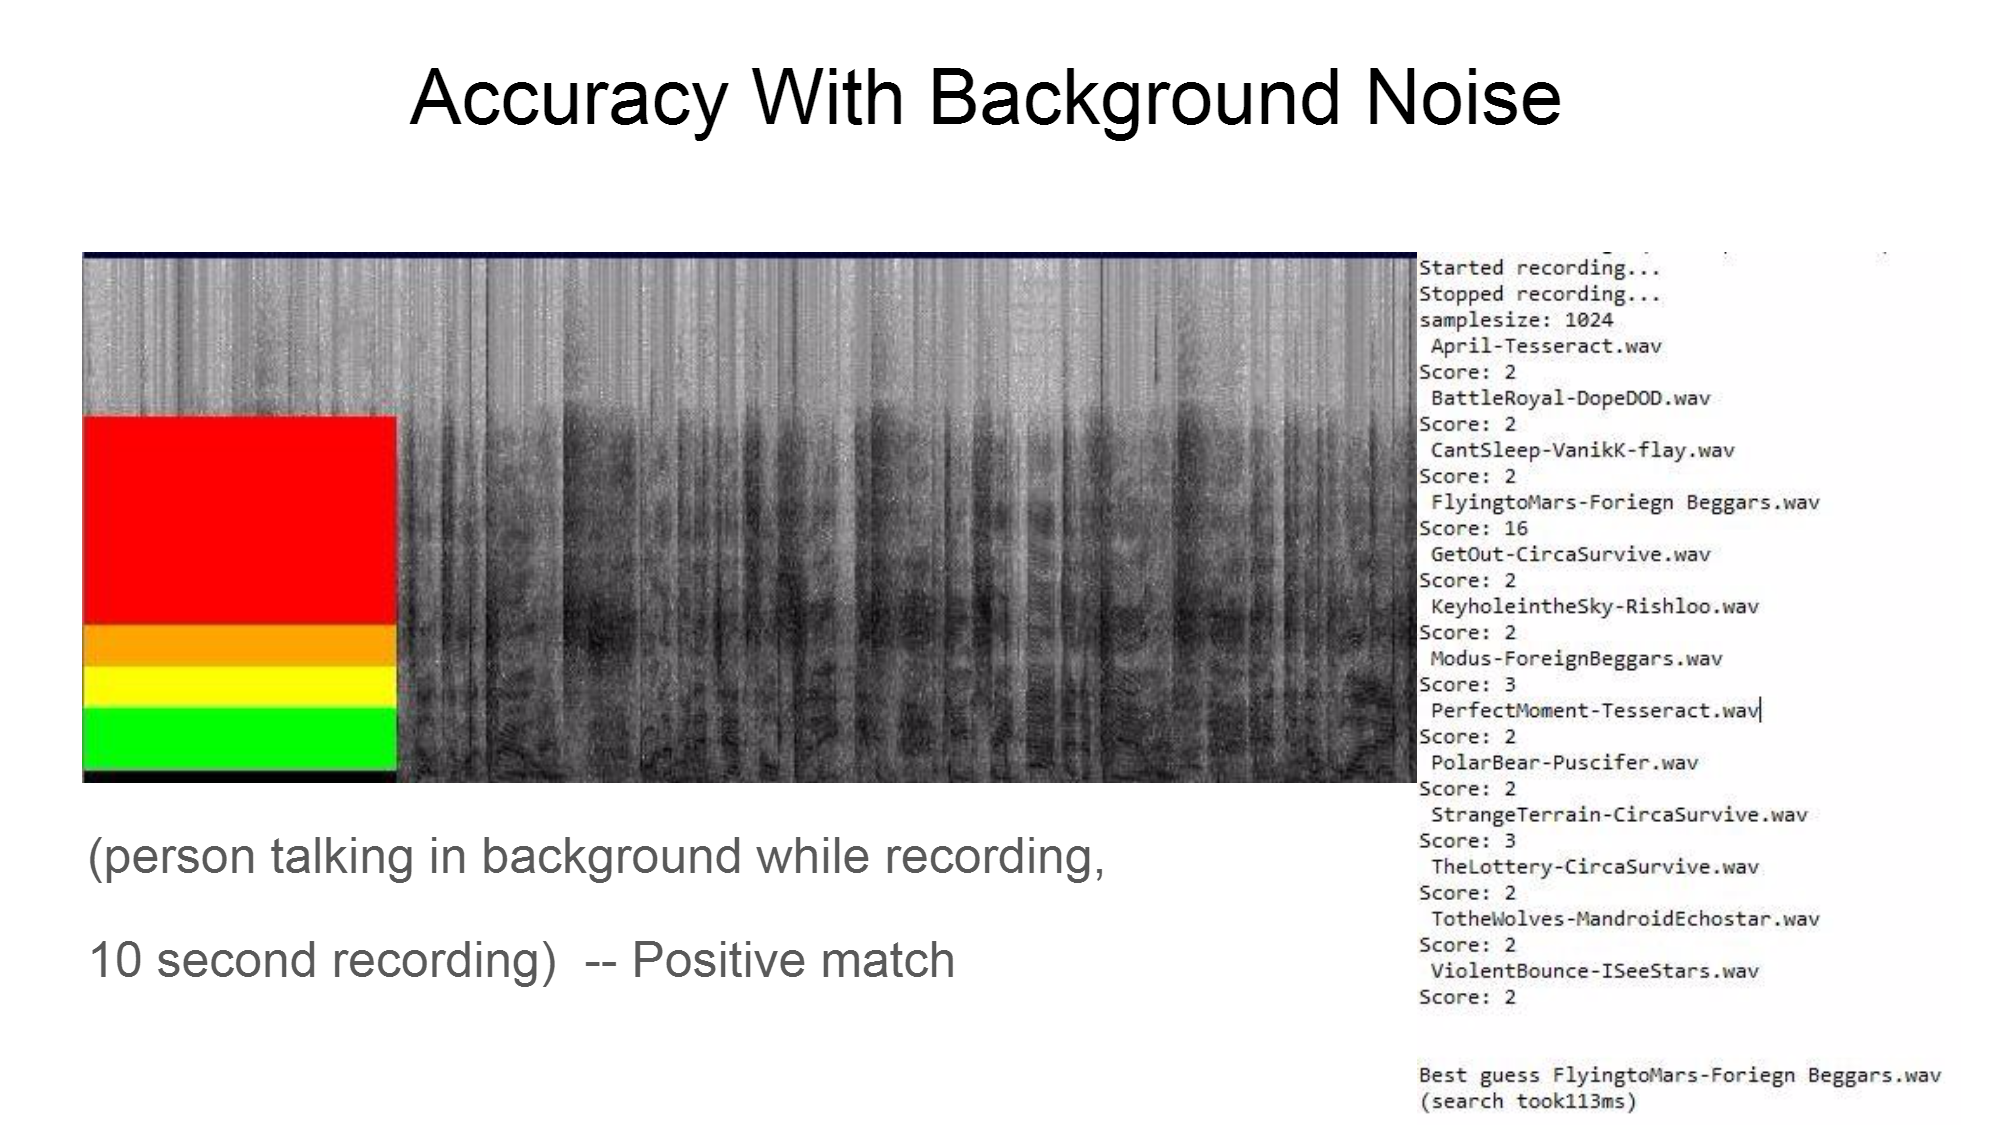 Accuracy With Background Noise
Started recording...
Stopped recording...
samplesize: 1024
April-Tesseract.wav
Score: 2
BattleRoyal-DopeDOD.wav
Score: 2
CantSleep-VanikK-flay.wav
Score: 2
FlyingtoMars-Foriegn Beggars.wav
Score: 16
GetOut-CircaSurvive.wav
Score: 2
KeyholeintheSky-Rishloo.wav
Score: 2
Modus-ForeignBeggars.wav
Score: 3
PerfectMoment-Tesseract.wav
Score: 2
PolarBear-Puscifer.wav
Score: 2
StrangeTerrain-CircaSurvive.wav
Score: 3
TheLottery-CircaSurvive.wav
Score: 2
TotheWolves-MandroidEchostar.wav
Score: 2
ViolentBounce-ISeeStars.wav
Score: 2
Best guess FlyingtoMars-Foriegn Beggars.wav
(search took113ms)
(person talking in background while recording,
10 second recording)  -- Positive match